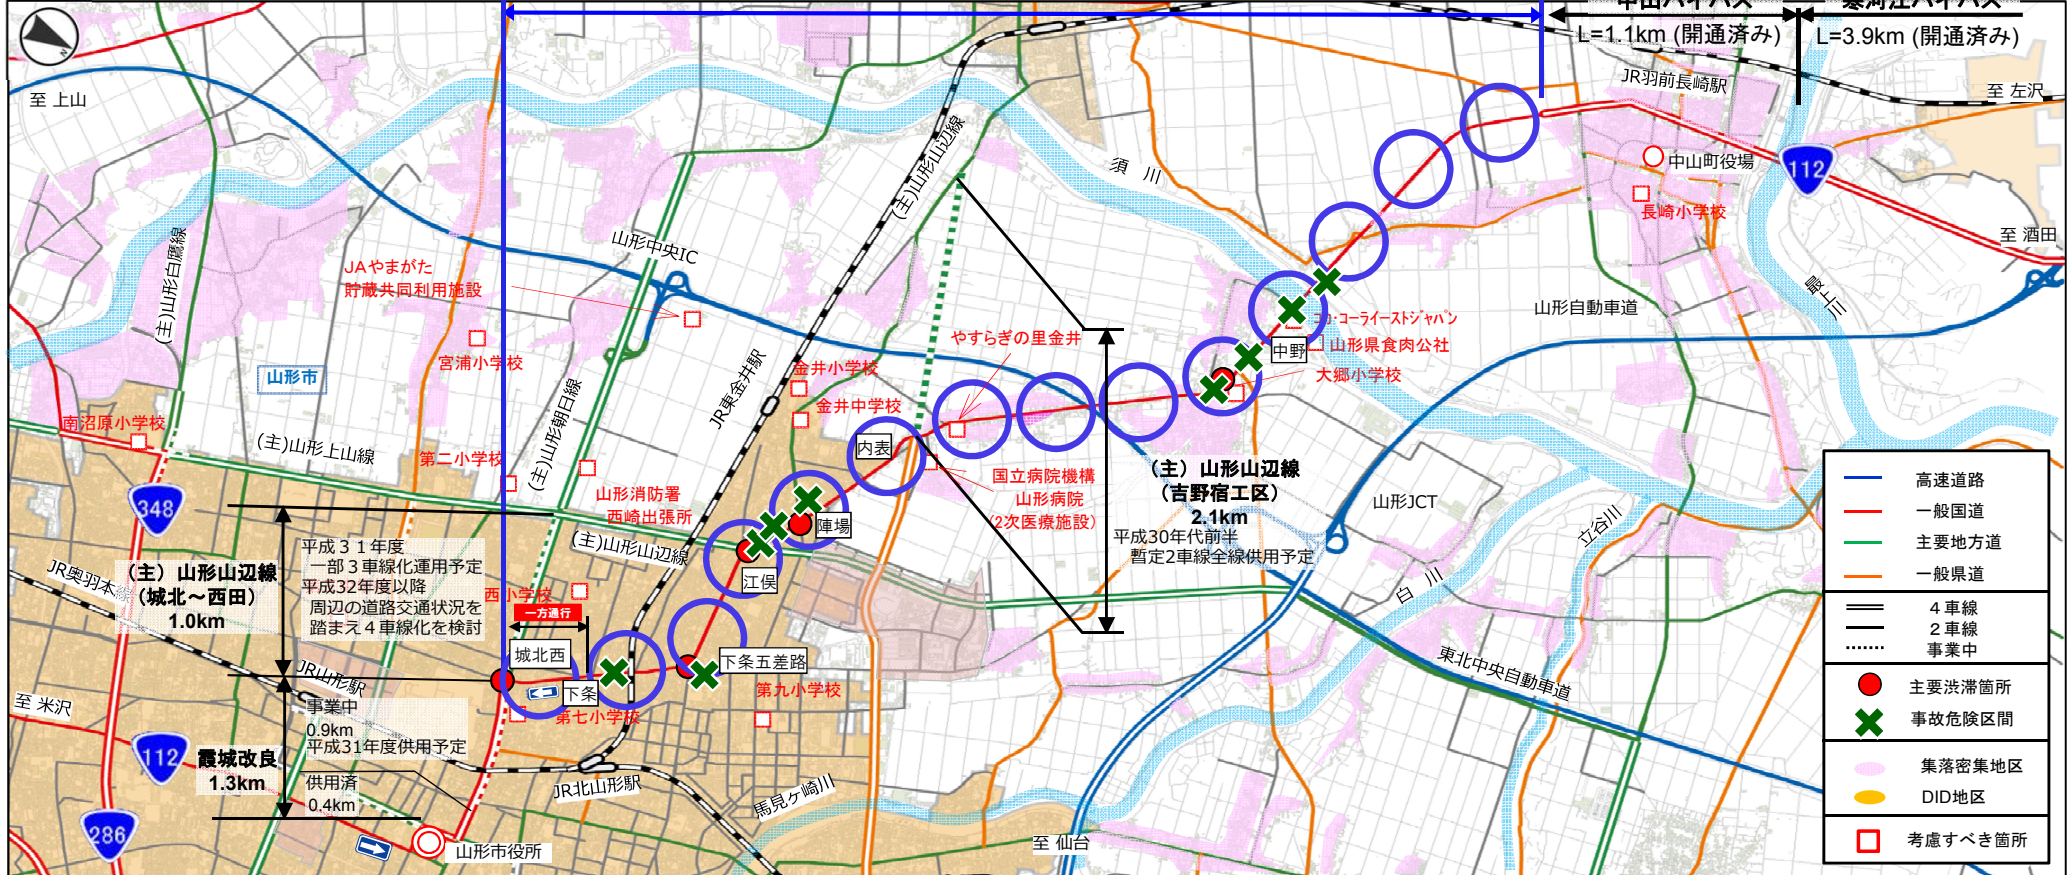 中山バイパス
L=1.1km (開通済み)
寒河江バイパス
L=3.9km (開通済み)
N
至 上山
JR羽前長崎駅
至 左沢
中山町役場
112
長崎小学校
至 酒田
最上川
須 川
(主)山形山辺線
山形中央IC
JAやまがた
貯蔵共同利用施設
(主)山形白鷹線
宮浦小学校
山形市
南沼原小学校
(主)山形上山線
第二小学校
(主)山形朝日線
JR東金井駅
金井小学校
金井中学校
やすらぎの里金井
コカ・コーライーストジャパン
山形県食肉公社
中野
大郷小学校
山形自動車道
内表
国立病院機構
山形病院
(2次医療施設)
(主) 山形山辺線
(吉野宿工区)
2.1km
平成30年代前半
暫定2車線全線供用予定
山形JCT
立谷川
白 川
東北中央自動車道
348
山形消防署
西崎出張所
陣場
(主)山形山辺線
江俣
平成31年度
一部3車線化運用予定
平成32年度以降
周辺の道路交通状況を
踏まえ4車線化を検討
(主) 山形山辺線
(城北~西田)
1.0km
JR奥羽本線
西小学校
一方通行
城北西
下条
下条五差路
第九小学校
第七小学校
JR山形駅
至 米沢
事業中
0.9km
平成31年度供用予定
112
霞城改良
1.3km
供用済
0.4km
286
山形市役所
JR北山形駅
馬見ヶ崎川
至 仙台
高速道路
一般国道
主要地方道
一般県道
4車線
2車線
事業中
主要渋滞箇所
事故危険区間
集落密集地区
DID地区
考慮すべき箇所